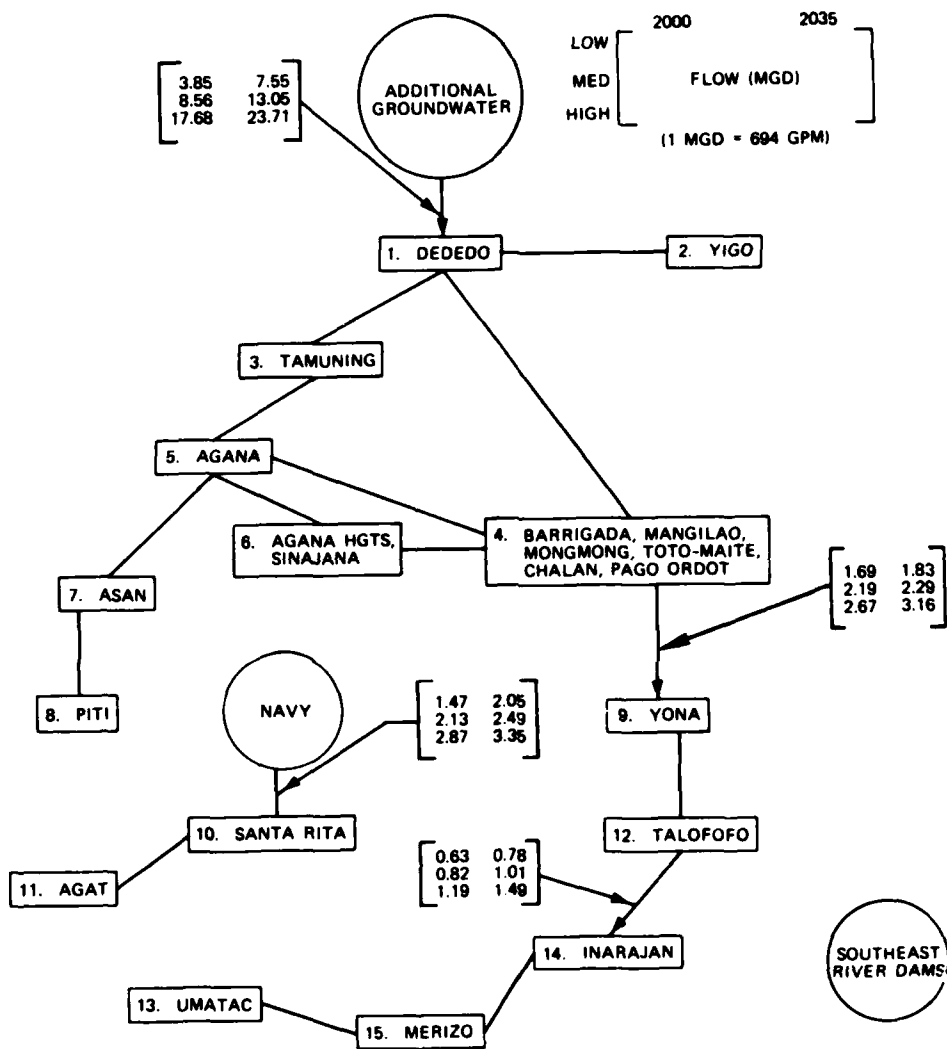 2000 2035
LOW
MED FLOW (MGD)
HIGH
(1 MGD = 694 GPM)
ADDITIONAL
GROUNDWATER
3.85 7.55
8.56 13.05
17.68 23.71
1. DEDEDO
2. YIGO
3. TAMUNING
5. AGANA
6. AGANA HGTS,
SINAJANA
4. BARRIGADA, MANGILAO,
MONGMONG, TOTO-MAITE,
CHALAN, PAGO ORDOT
7. ASAN
1.69 1.83
2.19 2.29
2.67 3.16
8. PITI
NAVY
1.47 2.05
2.13 2.49
2.87 3.35
9. YONA
10. SANTA RITA
12. TALOFOFO
11. AGAT
0.63 0.78
0.82 1.01
1.19 1.49
14. INARAJAN
SOUTHEAST
RIVER DAMS
13. UMATAC
15. MERIZO